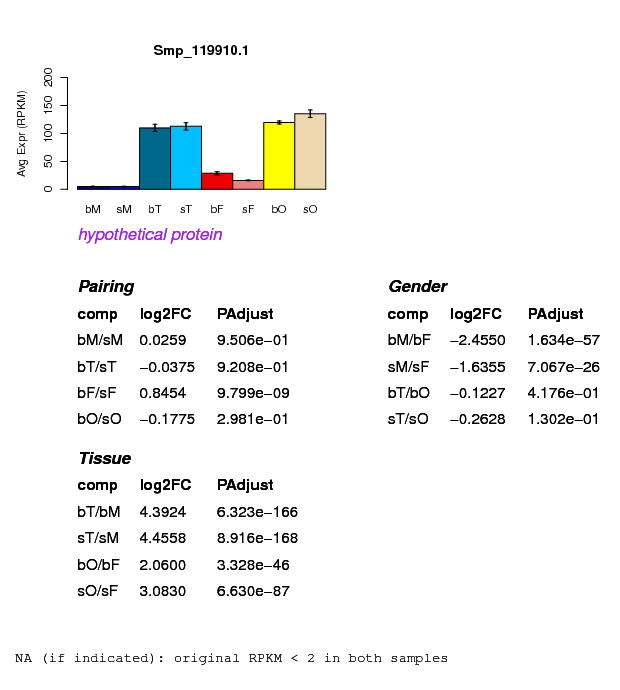 Smp_119910.1
Avg Expr (RPKM)
0 50 100 150 200
bM sM bT sT bF sF bO sO
hypothetical protein
Pairing
comp log2FC PAdjust
bM/sM 0.0259 9.506e−01
bT/sT −0.0375 9.208e−01
bF/sF 0.8454 9.799e−09
bO/sO −0.1775 2.981e−01
Gender
comp log2FC PAdjust
bM/bF −2.4550 1.634e−57
sM/sF −1.6355 7.067e−26
bT/bO −0.1227 4.176e−01
sT/sO −0.2628 1.302e−01
Tissue
comp log2FC PAdjust
bT/bM 4.3924 6.323e−166
sT/sM 4.4558 8.916e−168
bO/bF 2.0600 3.328e−46
sO/sF 3.0830 6.630e−87
NA (if indicated): original RPKM < 2 in both samples